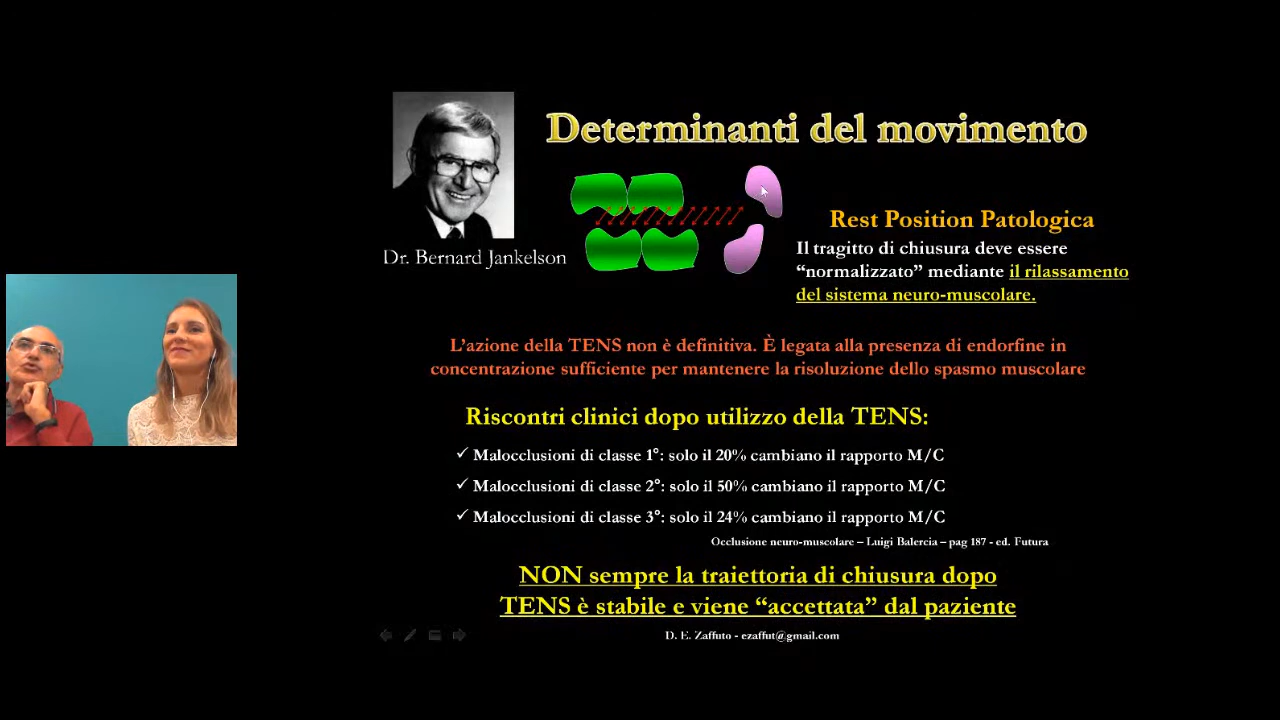 Determinanti del movimento
Dr. Bernard Jankelson
Rest Position Patologica
Il tragitto di chiusura deve essere
“normalizzato” mediante il rilassamento
del sistema neuro-muscolare.
L’azione della TENS non è definitiva. È legata alla presenza di endorfine in
concentrazione sufficiente per mantenere la risoluzione dello spasmo muscolare
Riscontri clinici dopo utilizzo della TENS:
✓ Malocclusioni di classe 1°: solo il 20% cambiano il rapporto M/C
✓ Malocclusioni di classe 2°: solo il 50% cambiano il rapporto M/C
✓ Malocclusioni di classe 3°: solo il 24% cambiano il rapporto M/C
Occlusione neuro-muscolare – Luigi Balercia – pag 187 - ed. Futura
NON sempre la traiettoria di chiusura dopo
TENS è stabile e viene “accettata” dal paziente
D. E. Zaffuto - ezaffut@gmail.com